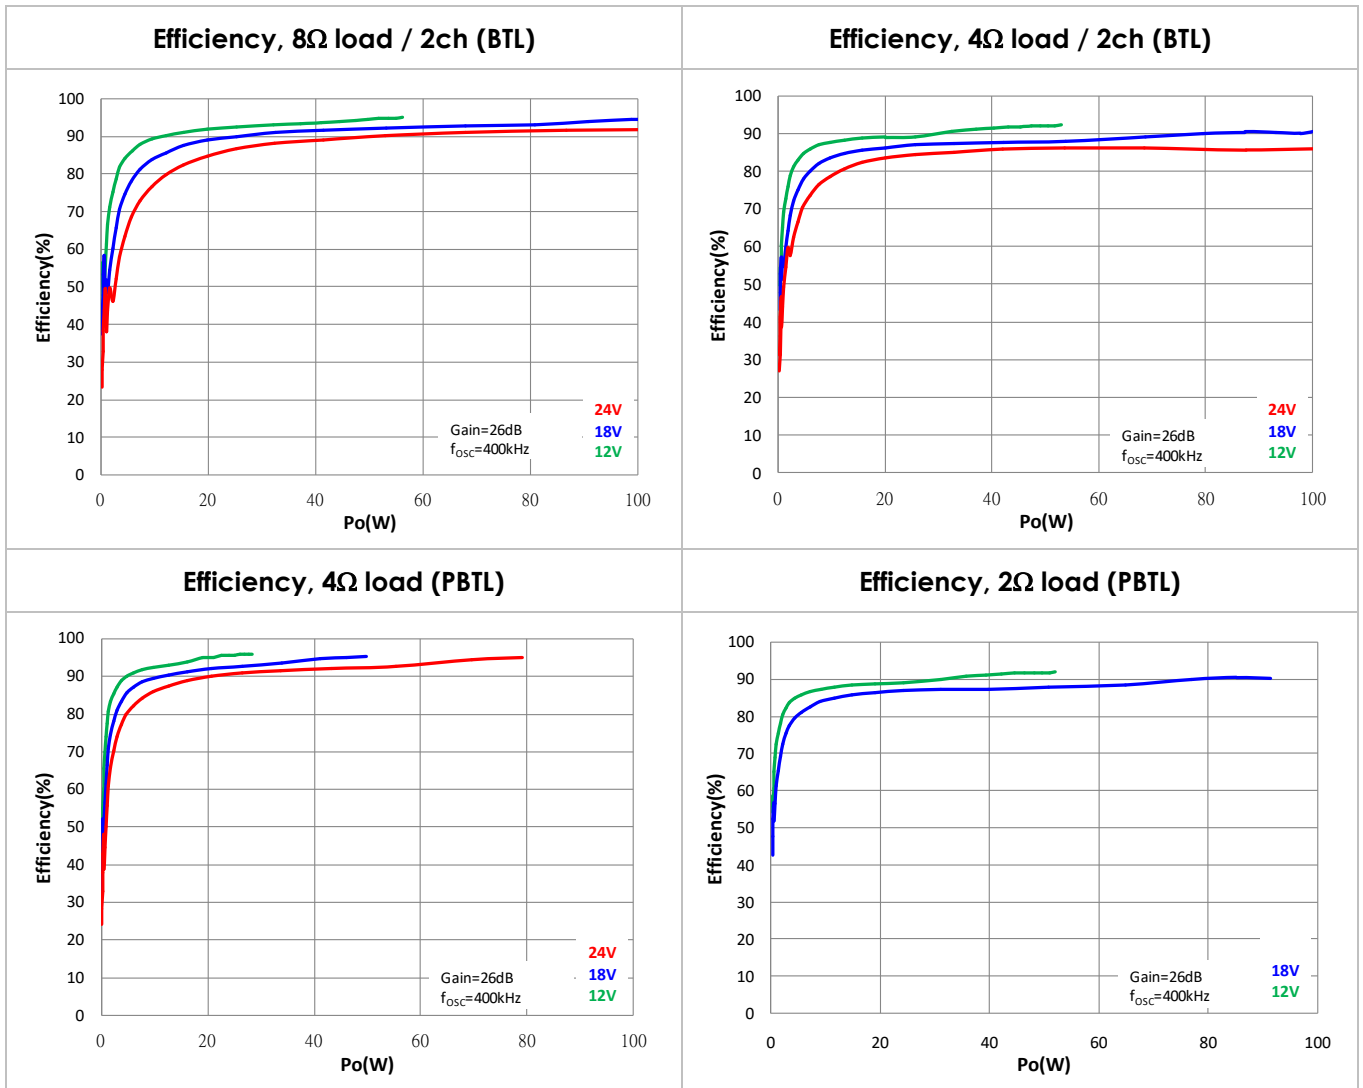 Efficiency, 8Ω load / 2ch (BTL)
Efficiency, 4Ω load / 2ch (BTL)
100
90
80
70
60
50
40
30
20
10
0
Efficiency(%)
0 20 40 60 80 100
Po(W)
Gain=26dB
fOSC=400kHz
24V
18V
12V
100
90
80
70
60
50
40
30
20
10
0
Efficiency(%)
0 20 40 60 80 100
Po(W)
Gain=26dB
fOSC=400kHz
24V
18V
12V
Efficiency, 4Ω load (PBTL)
Efficiency, 2Ω load (PBTL)
100
90
80
70
60
50
40
30
20
10
0
Efficiency(%)
0 20 40 60 80 100
Po(W)
Gain=26dB
fOSC=400kHz
24V
18V
12V
100
90
80
70
60
50
40
30
20
10
0
Efficiency(%)
0 20 40 60 80 100
Po(W)
Gain=26dB
fOSC=400kHz
18V
12V